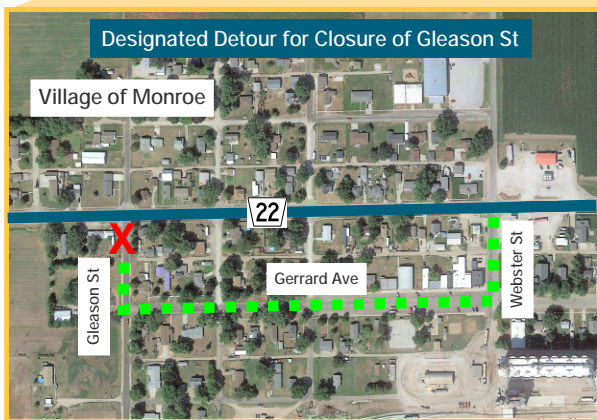 Designated Detour for Closure of Gleason St
Village of Monroe
22
X
Gleason St
Gerrard Ave
Webster St